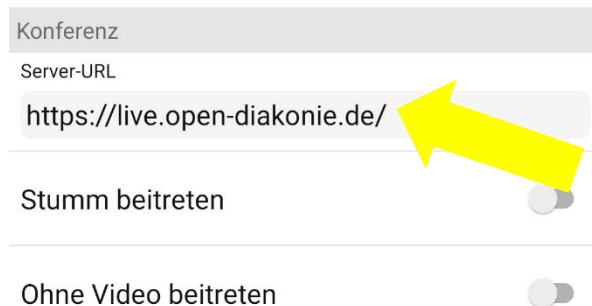 Konferenz
Server-URL
https://live.open-diakonie.de/
Stumm beitreten
Ohne Video beitreten